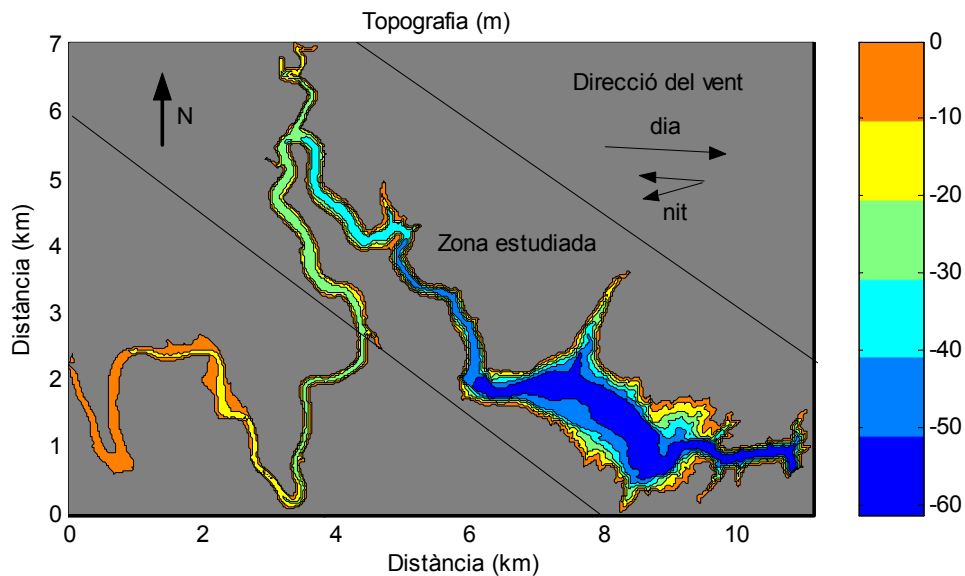 Topografia (m)
7
6
5
4
3
2
1
0
Distància (km)
N
Direcció del vent
dia
nit
Zona estudiada
0
2
4
6
8
10
Distància (km)
0
-10
-20
-30
-40
-50
-60